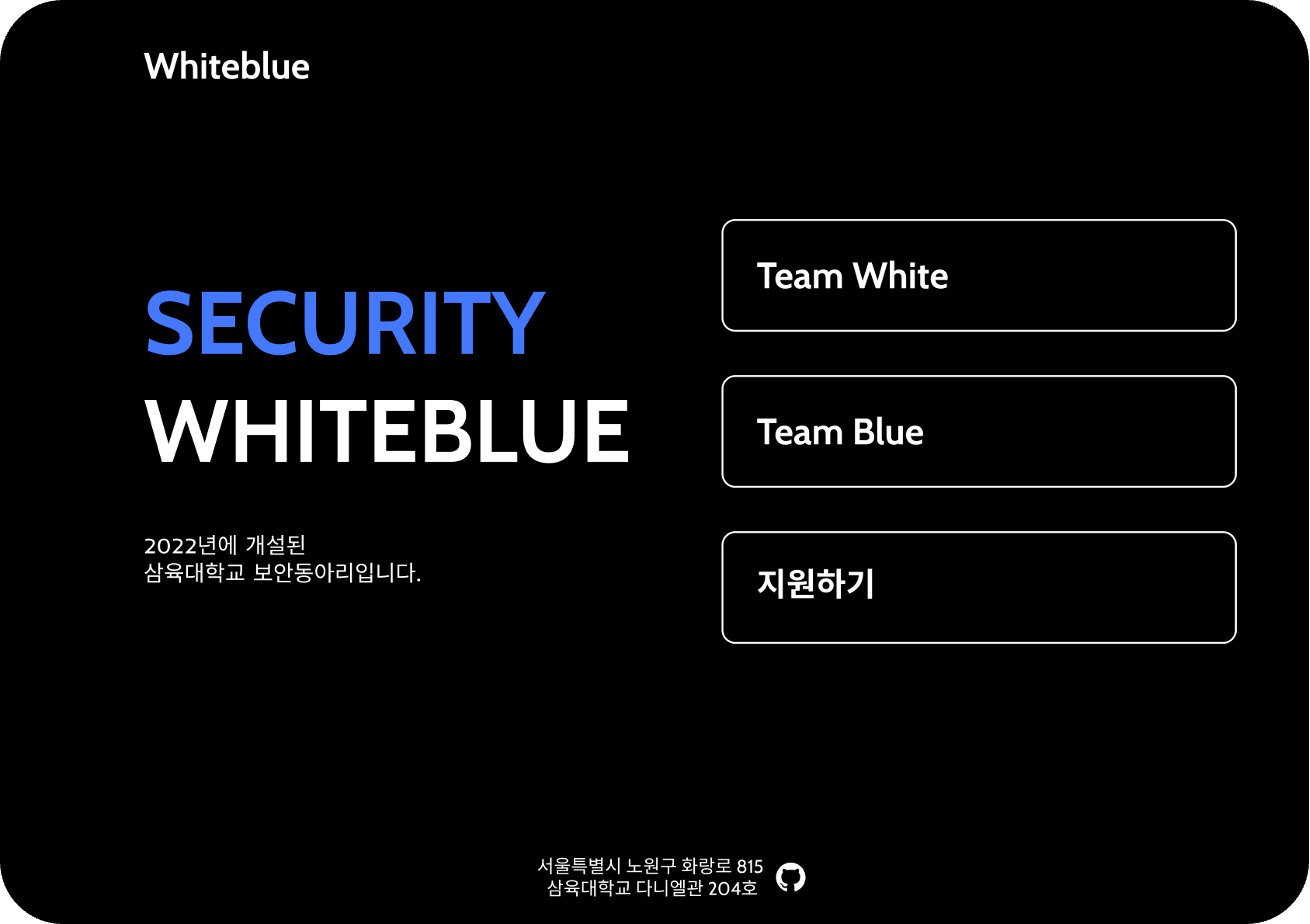 Whiteblue
SECURITY
WHITEBLUE
2022년에 개설된
삼육대학교 보안동아리입니다.
Team White
Team Blue
지원하기
서울특별시 노원구 화랑로 815
삼육대학교 다니엘관 204호